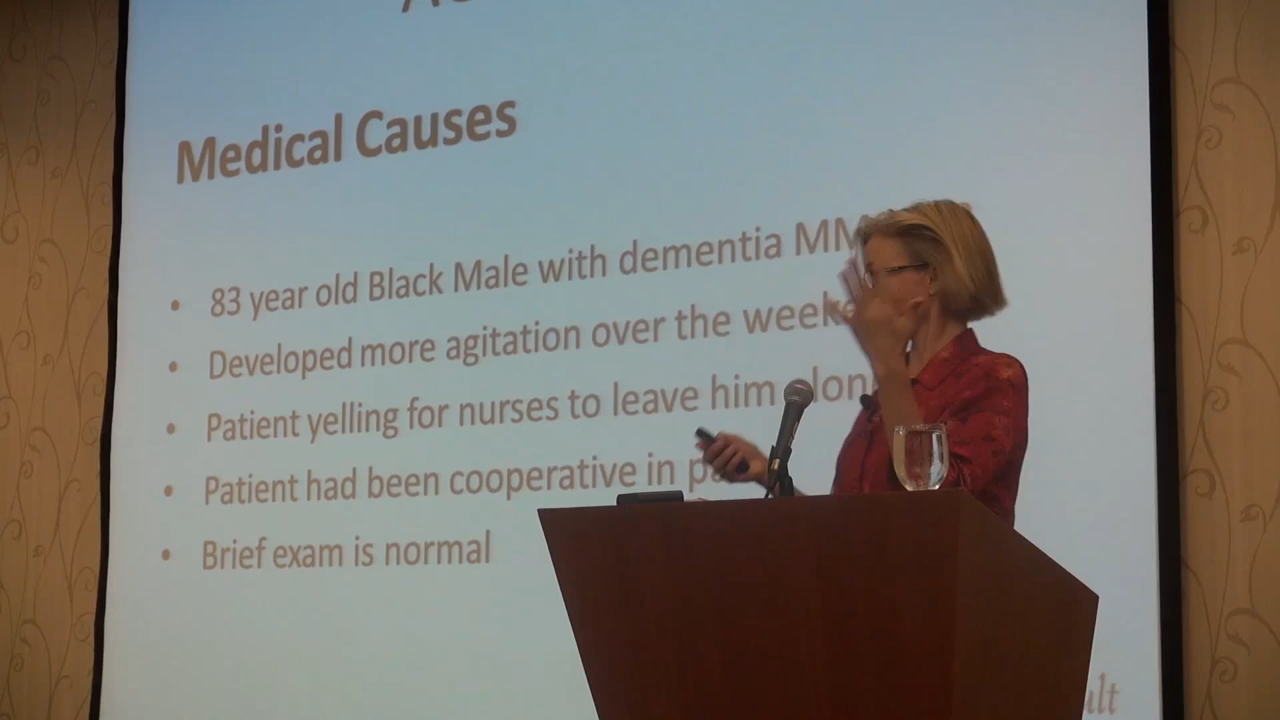 Medical Causes
• 83 year old Black Male with dementia
• Developed more agitation over the
• Patient yelling for nurses to leave him
• Patient had been cooperative in
• Brief exam is normal